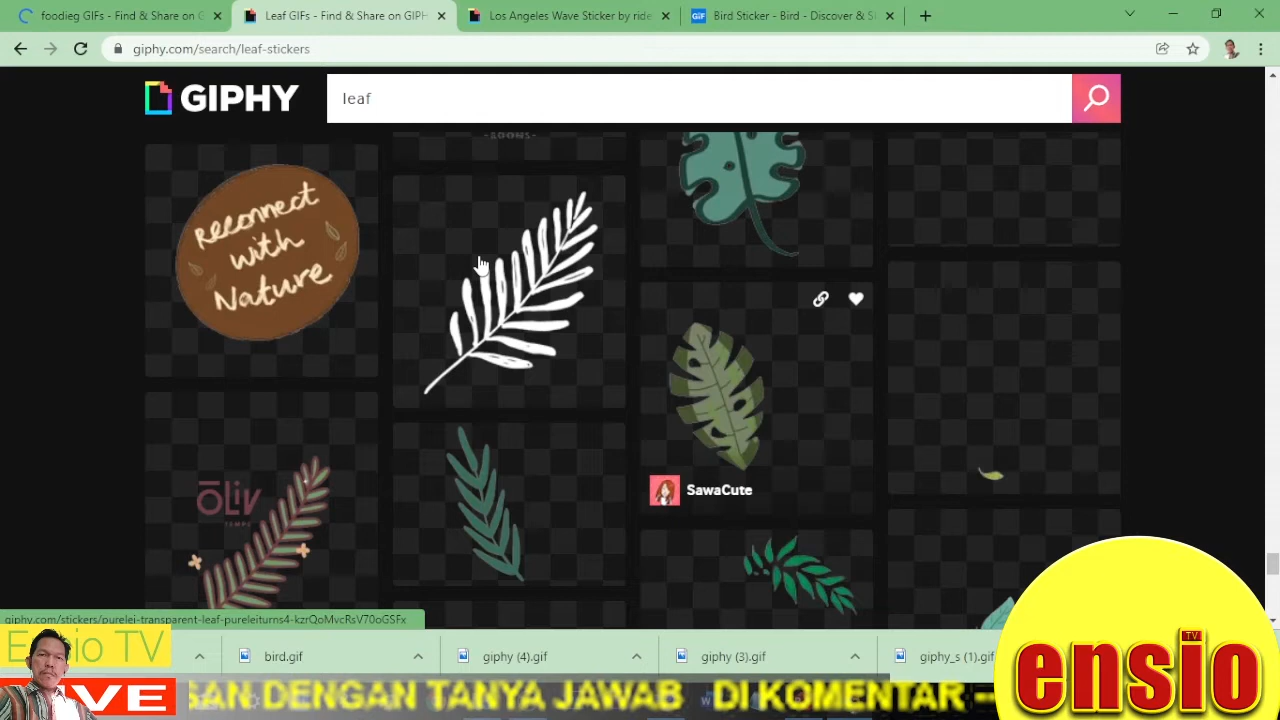 foodieg GIFs - Find & Share on G
Leaf GIFs - Find & Share on GIPH
Los Angeles Wave Sticker by ride
GIF
Bird Sticker - Bird - Discover & S
giphy.com/search/leaf-stickers
GIPHY
leaf
Reconnect
with
Nature
-ROOMS-
ōLiv
SawaCute
giphy.com/stickers/purelei-transparent-leaf-pureleiturns4-kzrQoMvcRsV70oGSFx
bird.gif
giphy (4).gif
giphy (3).gif
giphy_s (1).gif
TV
DENGAN TANYA JAWAB DI KOMENTAR --
ensio
TV